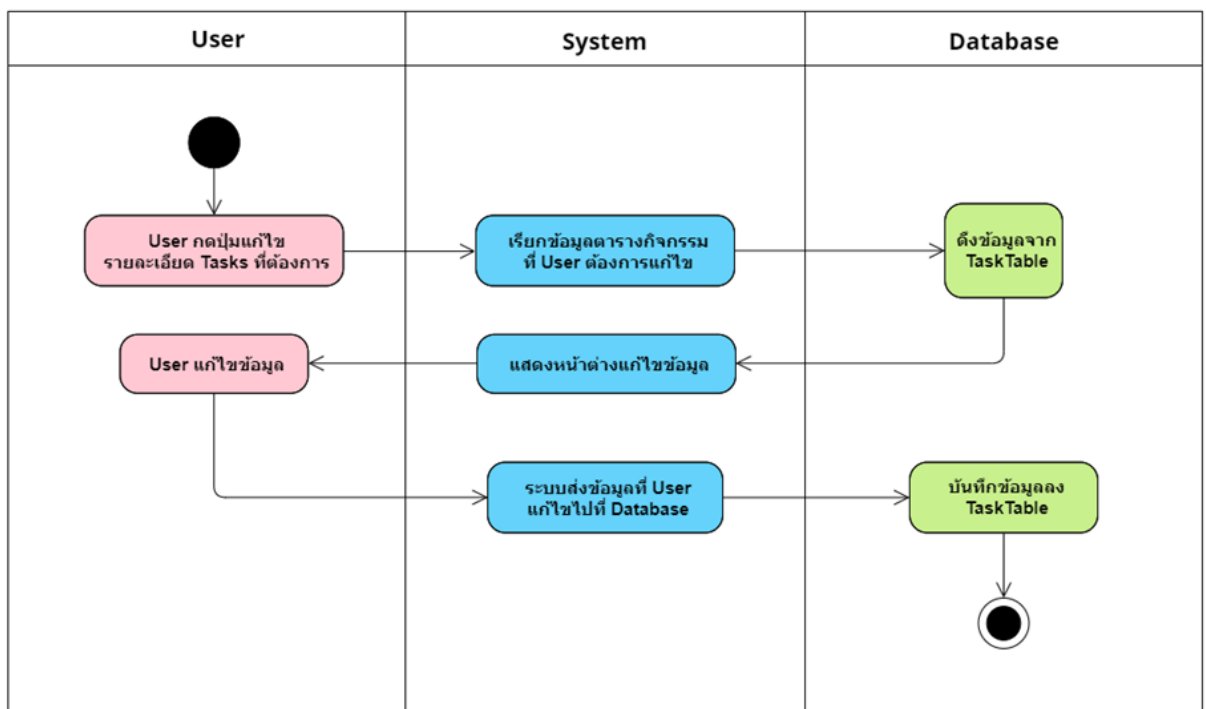 User
System
Database
User กดปุ่มแก้ไข
รายละเอียด Tasks ที่ต้องการ
เรียกข้อมูลตารางกิจกรรม
ที่ User ต้องการแก้ไข
ดึงข้อมูลจาก
TaskTable
User แก้ไขข้อมูล
แสดงหน้าต่างแก้ไขข้อมูล
ระบบส่งข้อมูลที่ User
แก้ไขไปที่ Database
บันทึกข้อมูลลง
TaskTable